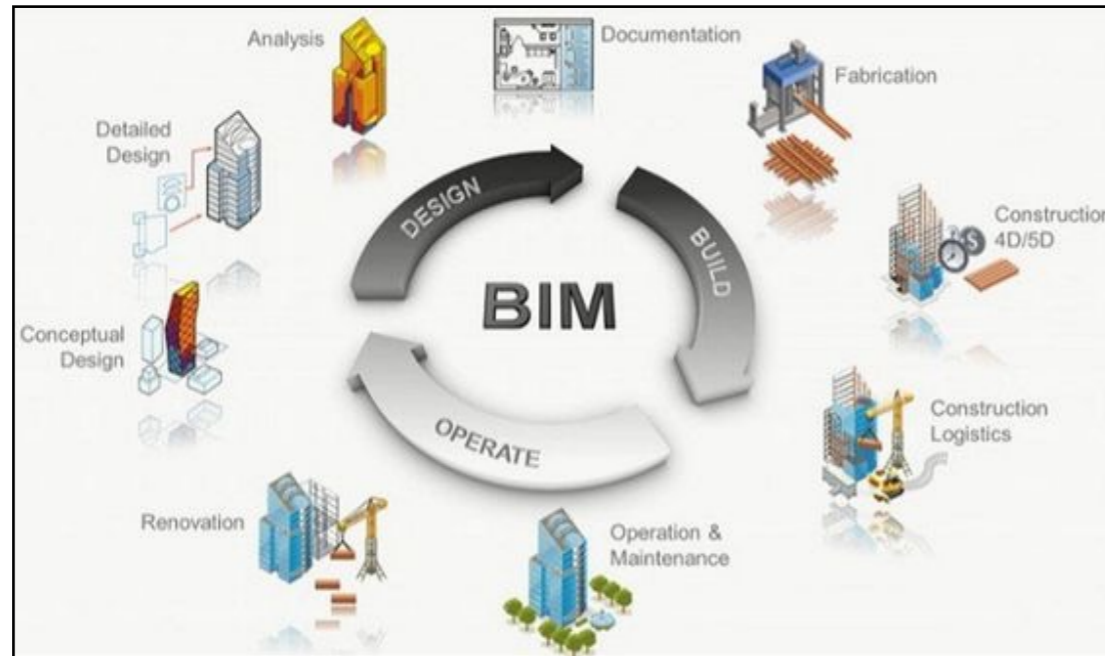 Analysis
Documentation
Fabrication
Detailed
Design
Construction
4D/5D
Conceptual
Design
Construction
Logistics
Renovation
Operation &
Maintenance
DESIGN
BUILD
OPERATE
BIM
$